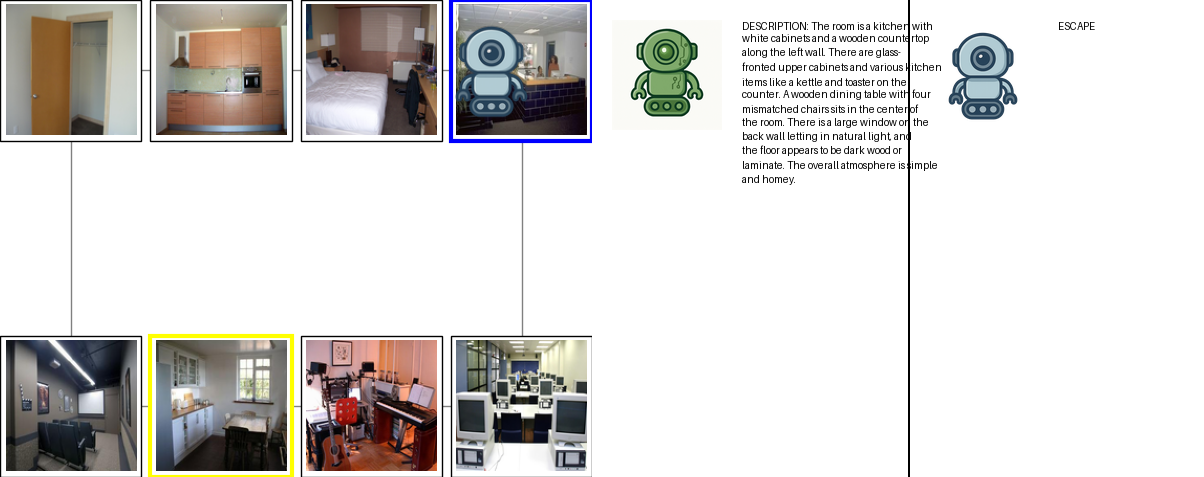 DESCRIPTION: The room is a kitchen with
white cabinets and a wooden countertop
along the left wall. There are glass-
fronted upper cabinets and various kitchen
items like a kettle and toaster on the
counter. A wooden dining table with four
mismatched chairs sits in the center of
the room. There is a large window on the
back wall letting in natural light, and
the floor appears to be dark wood or
laminate. The overall atmosphere is simple
and homey.
ESCAPE